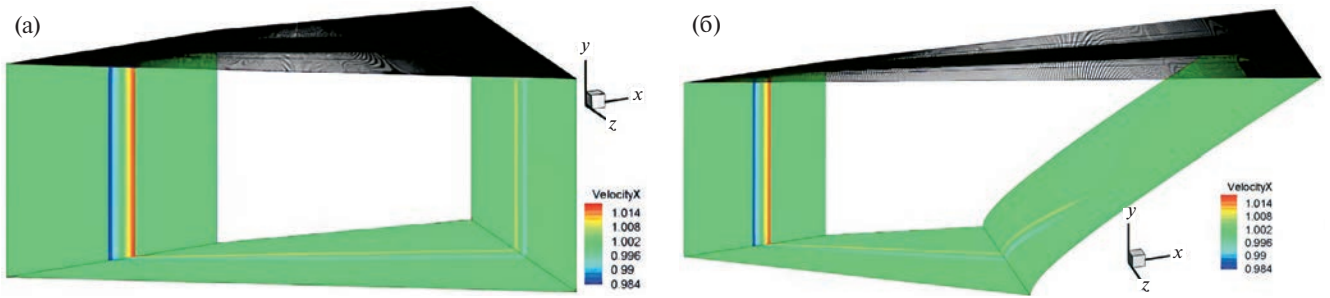 (а)
y
x
z
VelocityX
1.014
1.008
1.002
0.996
0.99
0.984
(б)
y
x
z
VelocityX
1.014
1.008
1.002
0.996
0.99
0.984